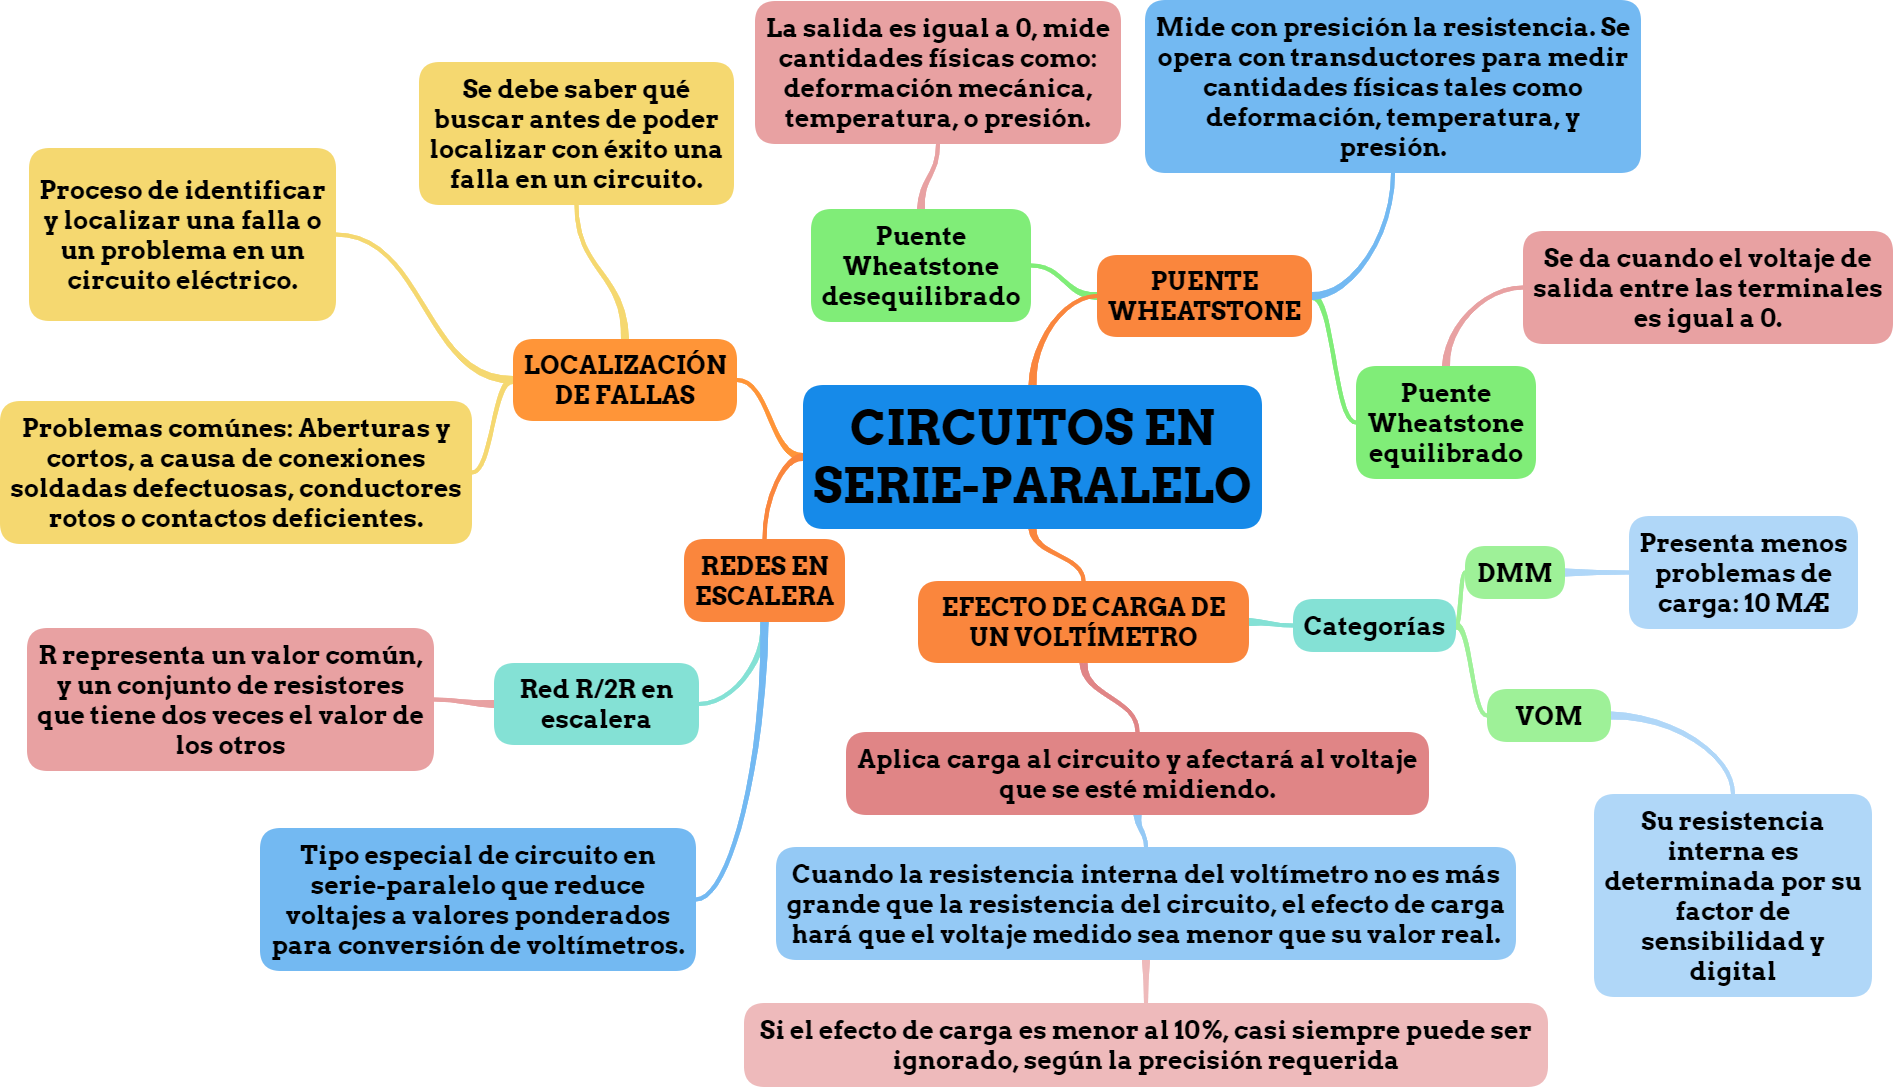 La salida es igual a 0, mide
cantidades físicas como:
deformación mecánica,
temperatura, o presión.
Mide con presición la resistencia. Se
opera con transductores para medir
cantidades físicas tales como
deformación, temperatura, y
presión.
Se debe saber qué
buscar antes de poder
localizar con éxito una
falla en un circuito.
Proceso de identificar
y localizar una falla o
un problema en un
circuito eléctrico.
Puente
Wheatstone
desequilibrado
PUENTE
WHEATSTONE
Se da cuando el voltaje de
salida entre las terminales
es igual a 0.
LOCALIZACIÓN
DE FALLAS
Puente
Wheatstone
equilibrado
CIRCUITOS EN
SERIE-PARALELO
Problemas comúnes: Aberturas y
cortos, a causa de conexiones
soldadas defectuosas, conductores
rotos o contactos deficientes.
REDES EN
ESCALERA
EFECTO DE CARGA DE
UN VOLTÍMETRO
Categorías
DMM
Presenta menos
problemas de
carga: 10 MÆ
R representa un valor común,
y un conjunto de resistores
que tiene dos veces el valor de
los otros
Red R/2R en
escalera
VOM
Aplica carga al circuito y afectará al voltaje
que se esté midiendo.
Su resistencia
interna es
determinada por su
factor de
sensibilidad y
digital
Tipo especial de circuito en
serie-paralelo que reduce
voltajes a valores ponderados
para conversión de voltímetros.
Cuando la resistencia interna del voltímetro no es más
grande que la resistencia del circuito, el efecto de carga
hará que el voltaje medido sea menor que su valor real.
Si el efecto de carga es menor al 10%, casi siempre puede ser
ignorado, según la precisión requerida